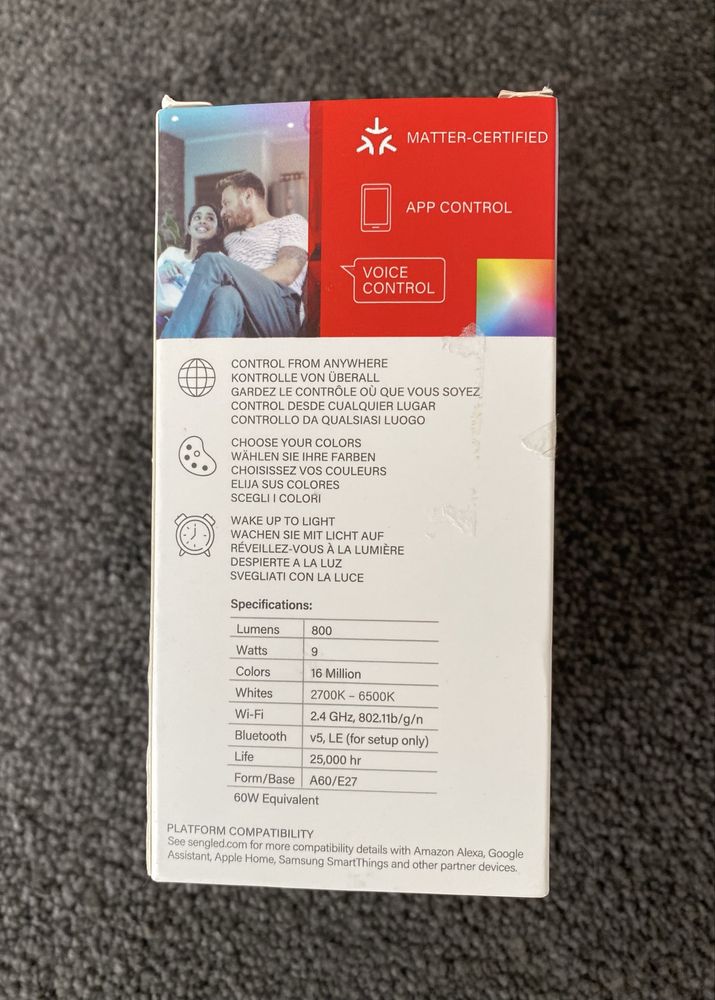 MATTER-CERTIFIED
APP CONTROL
VOICE
CONTROL
CONTROL FROM ANYWHERE
KONTROLLE VON ÜBERALL
GARDEZ LE CONTRÔLE OÙ QUE VOUS SOYEZ
CONTROL DESDE CUALQUIER LUGAR
CONTROLLO DA QUALSIASI LUOGO
CHOOSE YOUR COLORS
WÄHLEN SIE IHRE FARBEN
CHOISISSEZ VOS COULEURS
ELIJA SUS COLORES
SCEGLI I COLORI
WAKE UP TO LIGHT
WACHEN SIE MIT LICHT AUF
RÉVEILLEZ-VOUS À LA LUMIÈRE
DESPIERTE A LA LUZ
SVEGLIATI CON LA LUCE
Specifications:
Lumens 800
Watts 9
Colors 16 Million
Whites 2700K – 6500K
Wi-Fi 2.4 GHz, 802.11b/g/n
Bluetooth v5, LE (for setup only)
Life 25,000 hr
Form/Base A60/E27
60W Equivalent
PLATFORM COMPATIBILITY
See sengled.com for more compatibility details with Amazon Alexa, Google
Assistant, Apple Home, Samsung SmartThings and other partner devices.